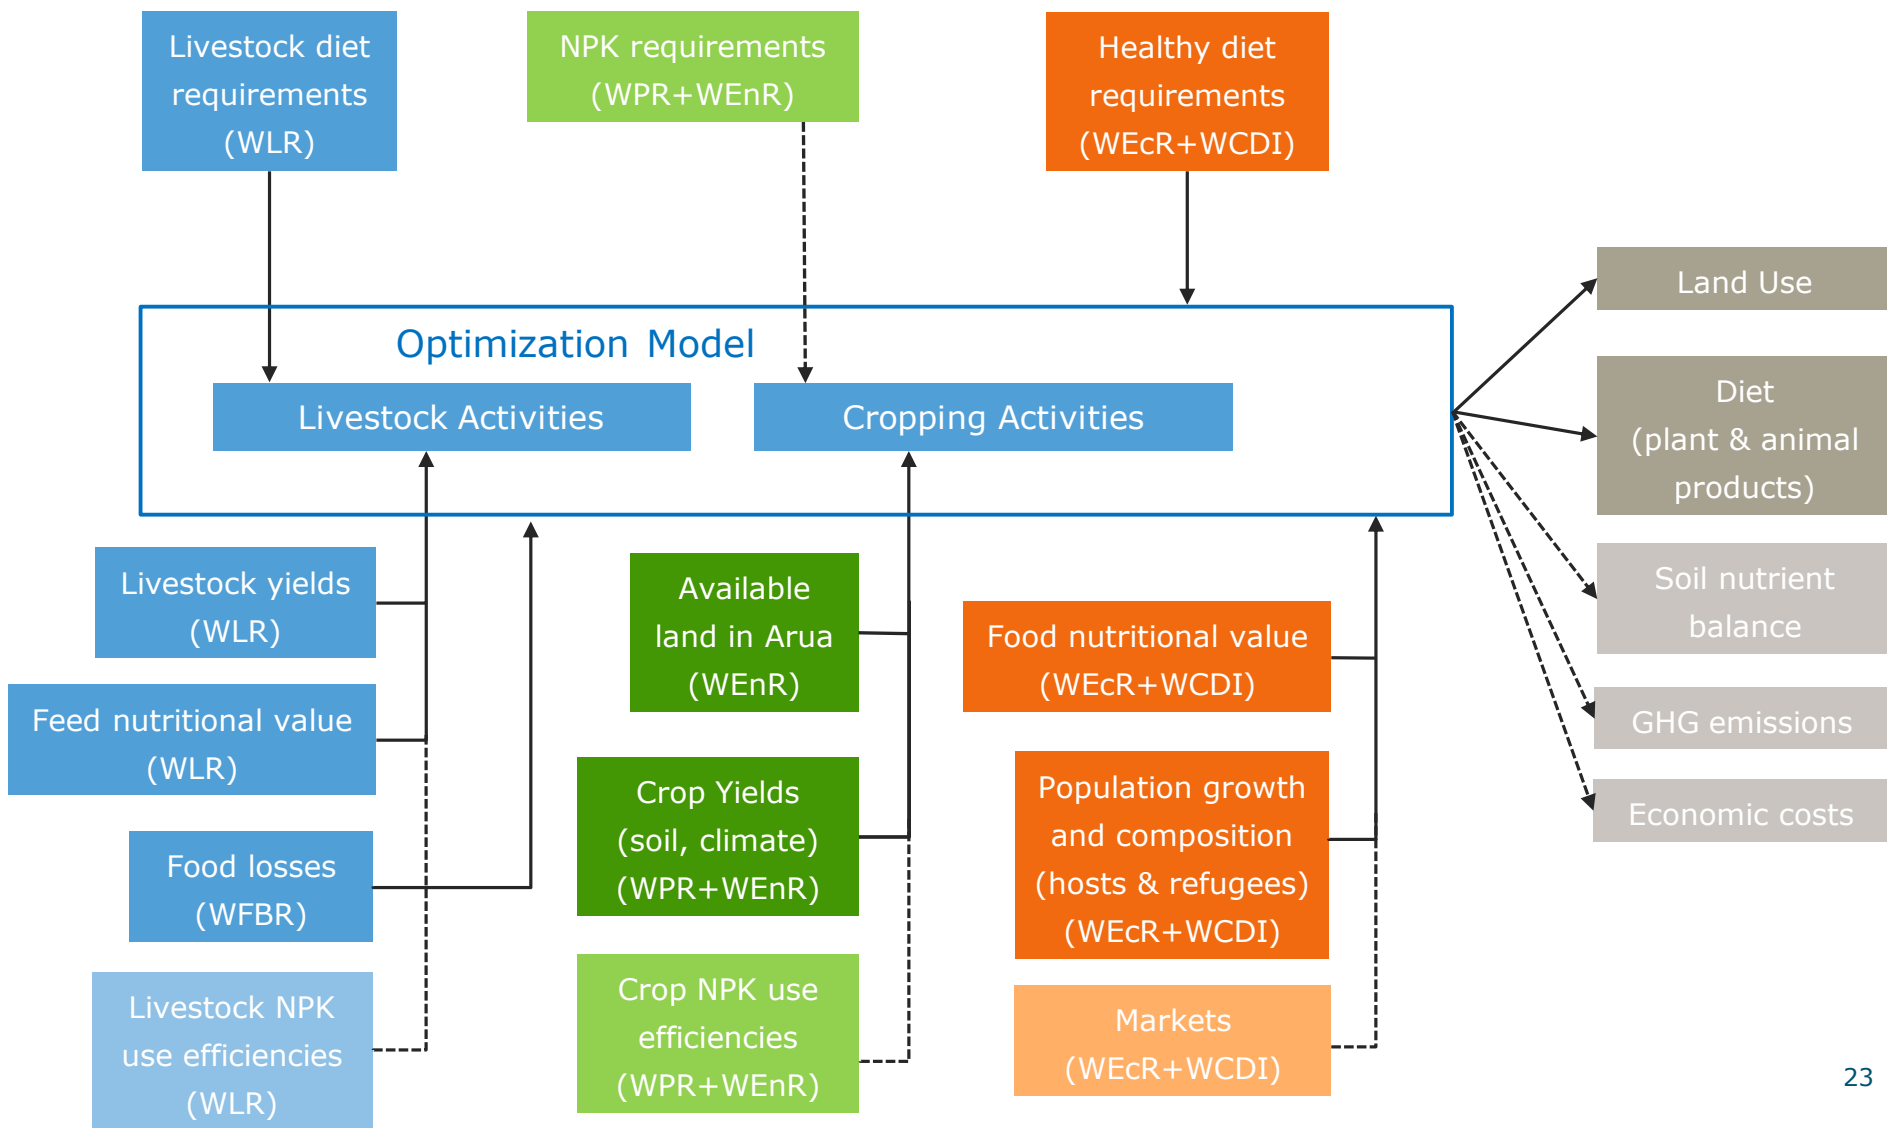 Livestock diet
requirements
(WLR)
NPK requirements
(WPR+WEnR)
Healthy diet
requirements
(WEcR+WCDI)
Optimization Model
Livestock Activities
Cropping Activities
Land Use
Diet
(plant & animal
products)
Soil nutrient
balance
GHG emissions
Economic costs
Livestock yields
(WLR)
Feed nutritional value
(WLR)
Food losses
(WFBR)
Livestock NPK
use efficiencies
(WLR)
Available
land in Arua
(WEnR)
Crop Yields
(soil, climate)
(WPR+WEnR)
Crop NPK use
efficiencies
(WPR+WEnR)
Food nutritional value
(WEcR+WCDI)
Population growth
and composition
(hosts & refugees)
(WEcR+WCDI)
Markets
(WEcR+WCDI)
23